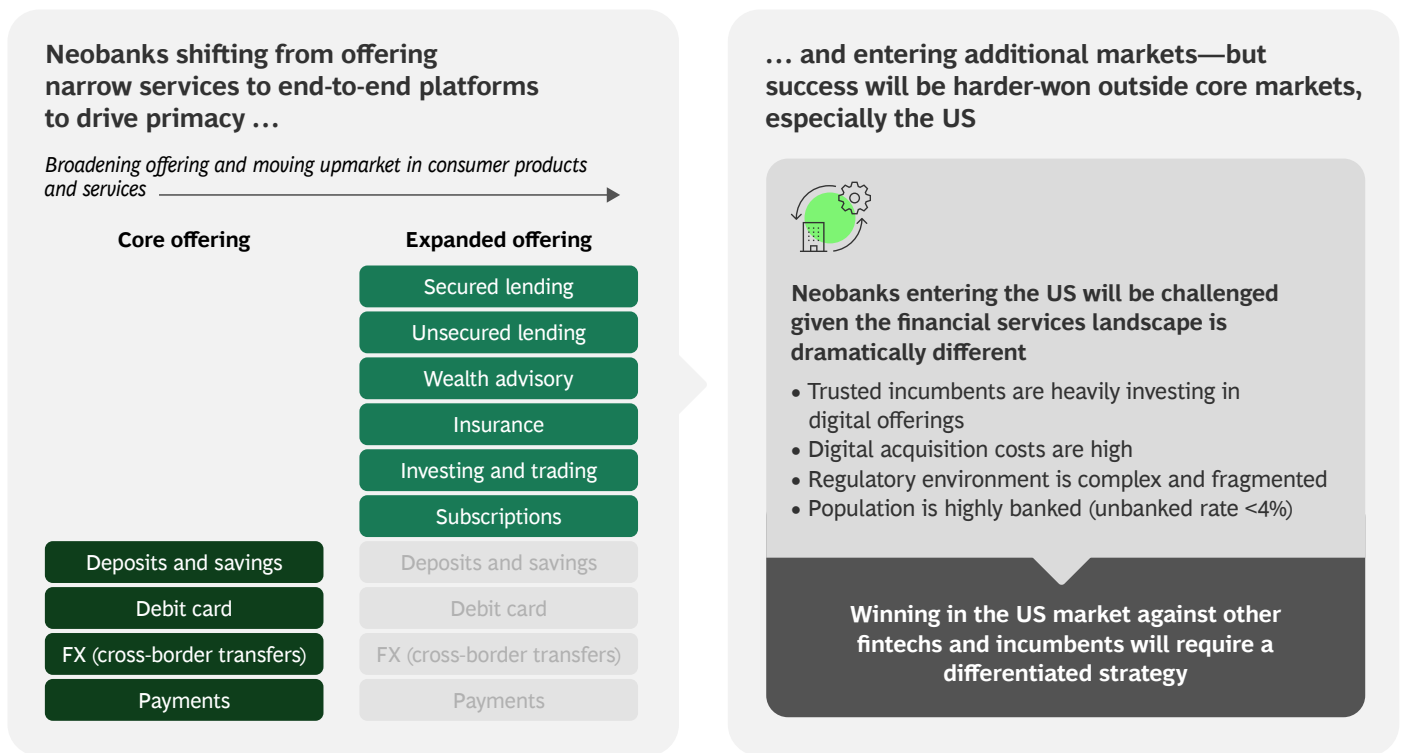 Neobanks shifting from offering
narrow services to end-to-end platforms
to drive primacy …
Broadening offering and moving upmarket in consumer products
and services
Core offering
Expanded offering
Secured lending
Unsecured lending
Wealth advisory
Insurance
Investing and trading
Subscriptions
Deposits and savings
Deposits and savings
Debit card
Debit card
FX (cross-border transfers)
FX (cross-border transfers)
Payments
Payments
… and entering additional markets—but
success will be harder-won outside core markets,
especially the US
Neobanks entering the US will be challenged
given the financial services landscape is
dramatically different
• Trusted incumbents are heavily investing in
digital offerings
• Digital acquisition costs are high
• Regulatory environment is complex and fragmented
• Population is highly banked (unbanked rate <4%)
Winning in the US market against other
fintechs and incumbents will require a
differentiated strategy